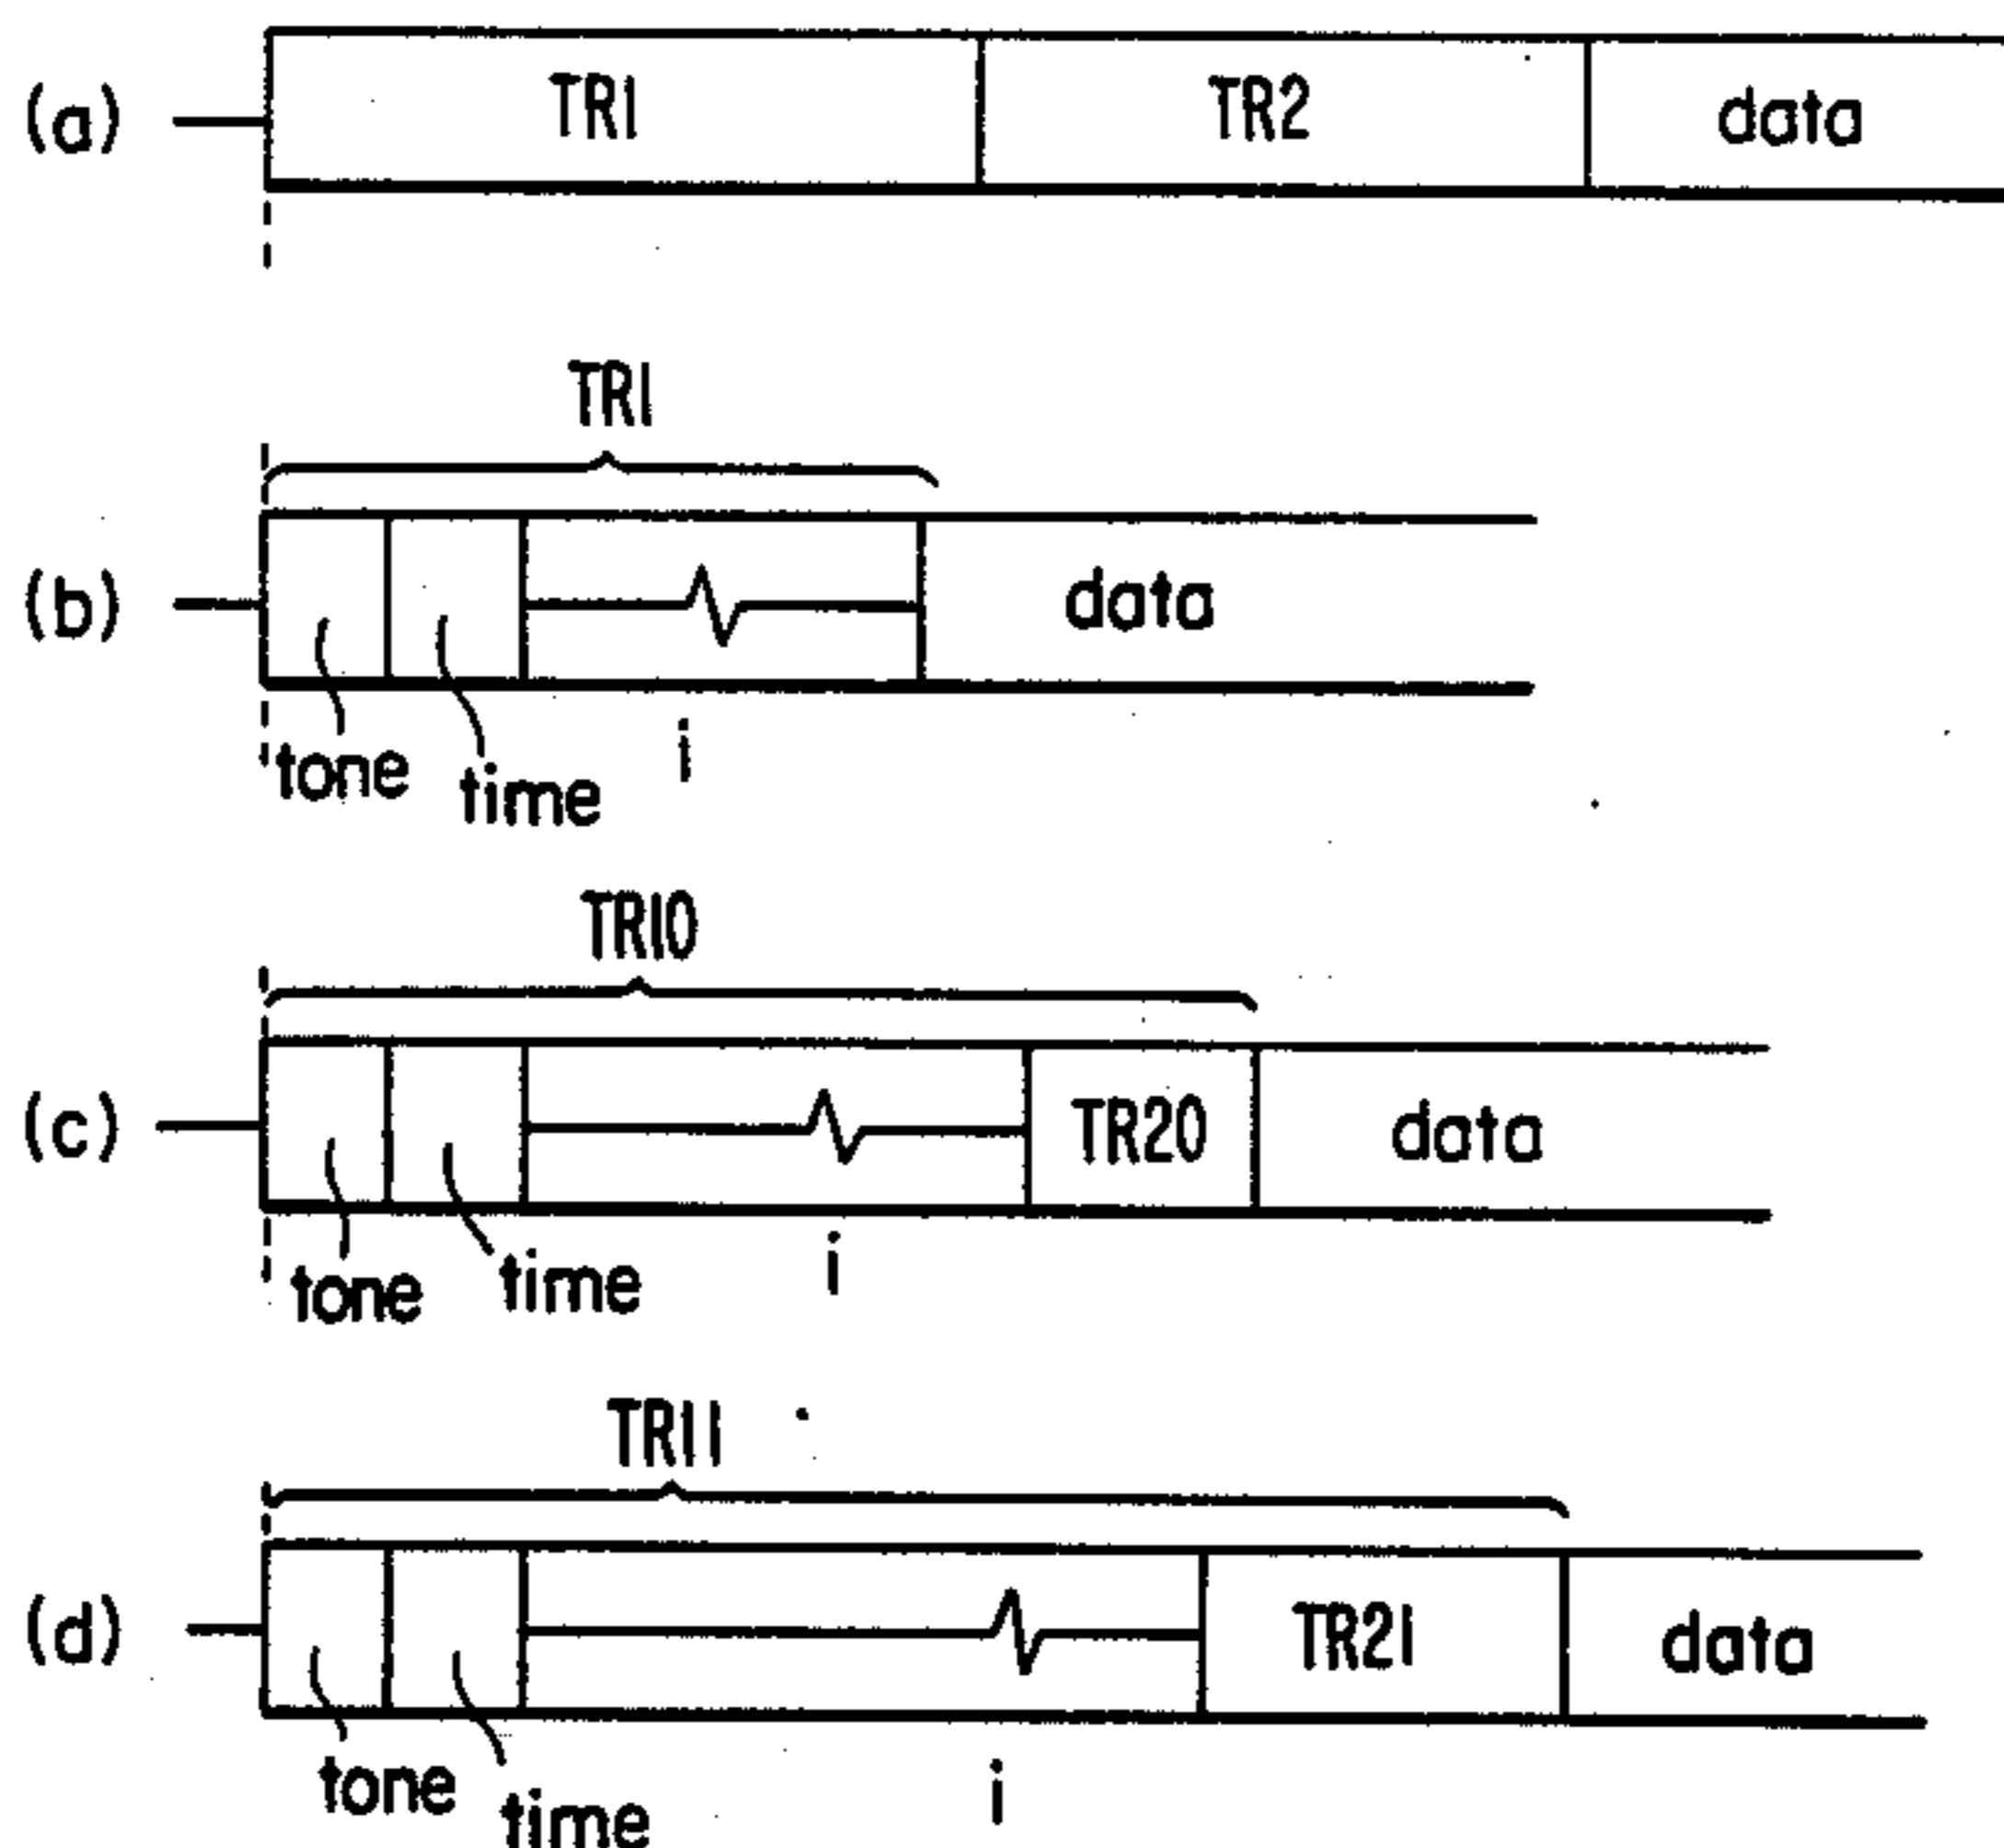 (a) TR1 TR2 data
TR1
(b) data
tone time i
TR10
(c) TR20 data
tone time i
TR11
(d) TR21 data
tone time i